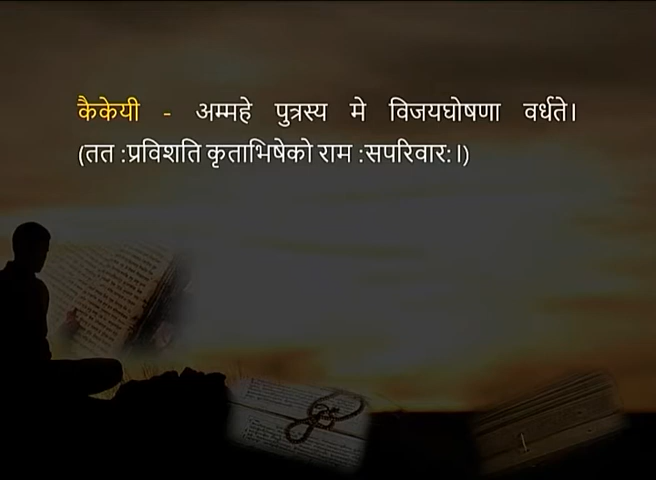 कैकेयी - अम्महे पुत्रस्य मे विजयघोषणा वर्धते।
(तत :प्रविशति कृताभिषेको राम :सपरिवार:।)